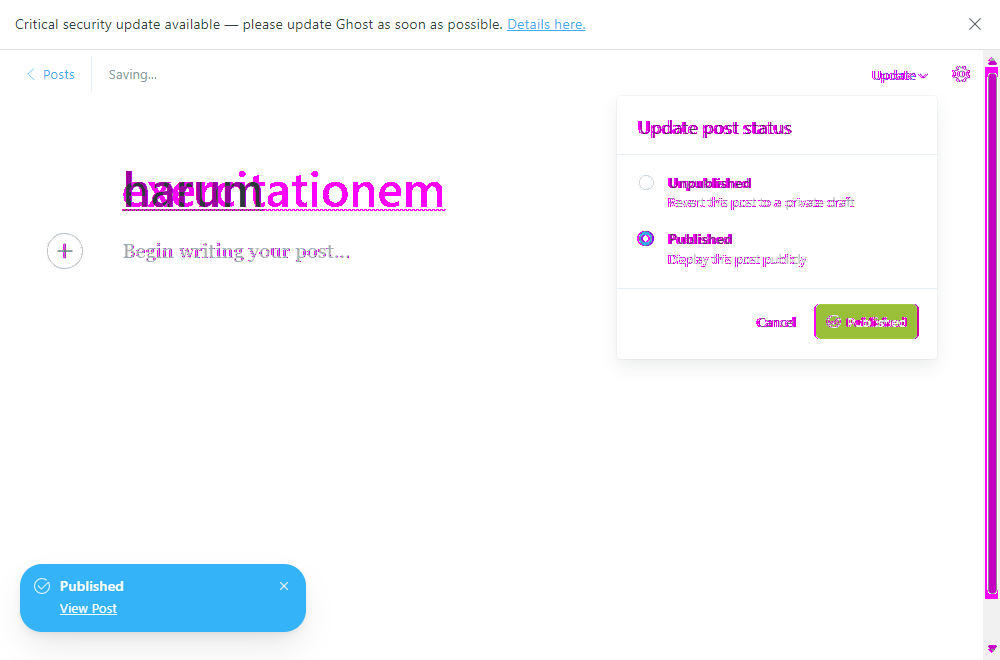 Critical security update available — please update Ghost as soon as possible. Details here.
Posts
Saving...
Update
Update post status
Unpublished
Revert this post to a private draft
Published
Display this post publicly
Cancel
Published
harum
exercitationem
Begin writing your post...
Published
View Post